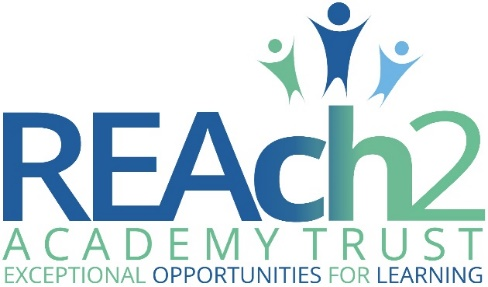 REAch2
ACADEMY TRUST
EXCEPTIONAL OPPORTUNITIES FOR LEARNING